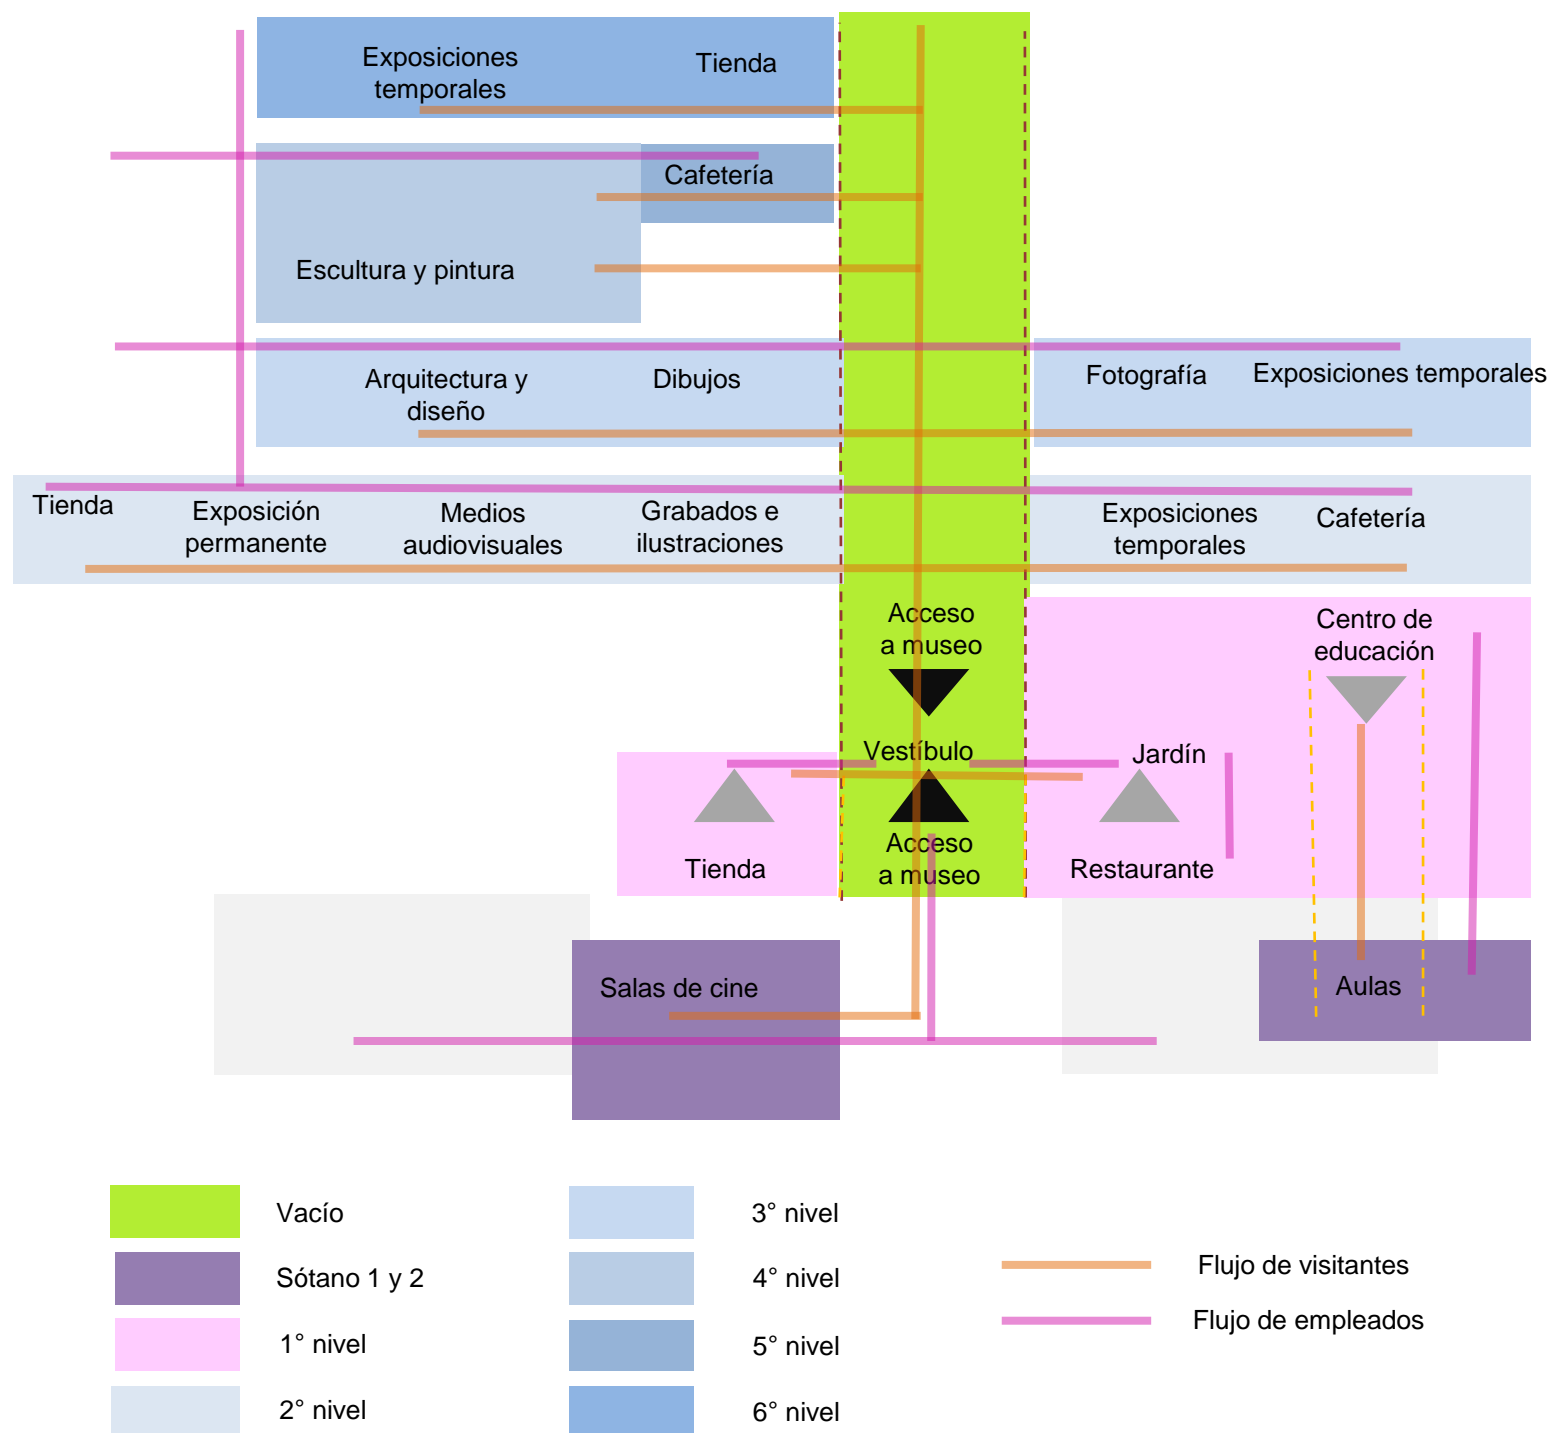 Exposiciones
temporales
Tienda
Cafetería
Escultura y pintura
Arquitectura y
diseño
Dibujos
Fotografía
Exposiciones temporales
Tienda
Exposición
permanente
Medios
audiovisuales
Grabados e
ilustraciones
Exposiciones
temporales
Cafetería
Acceso
a museo
Centro de
educación
Vestíbulo
Jardín
Tienda
Acceso
a museo
Restaurante
Salas de cine
Aulas
Vacío
Sótano 1 y 2
1° nivel
2° nivel
3° nivel
4° nivel
5° nivel
6° nivel
Flujo de visitantes
Flujo de empleados